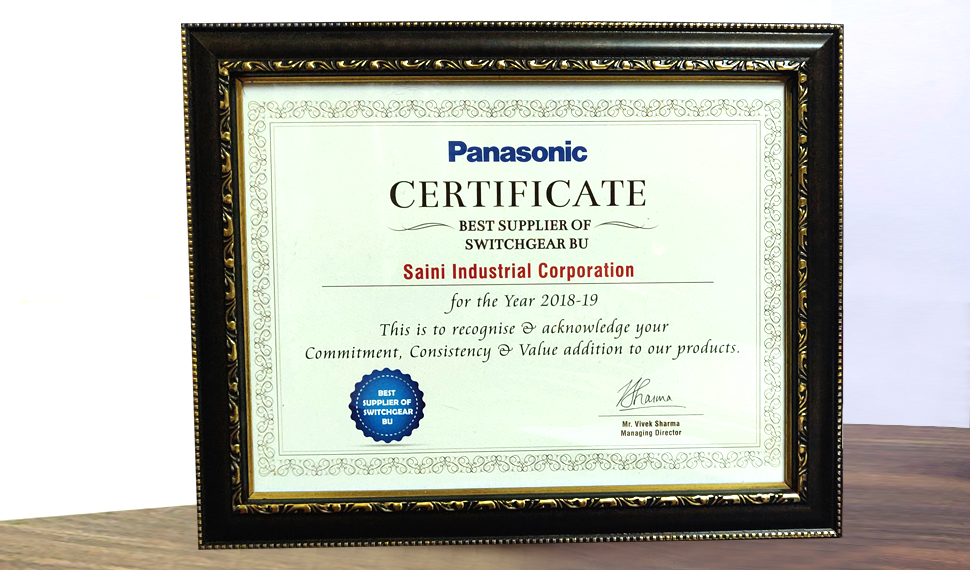 Panasonic
CERTIFICATE
BEST SUPPLIER OF
SWITCHGEAR BU
Saini Industrial Corporation
for the Year 2018-19
This is to recognise & acknowledge your
Commitment, Consistency & Value addition to our products.
BEST
SUPPLIER OF
SWITCHGEAR
BU
VSharma
Mr. Vivek Sharma
Managing Director